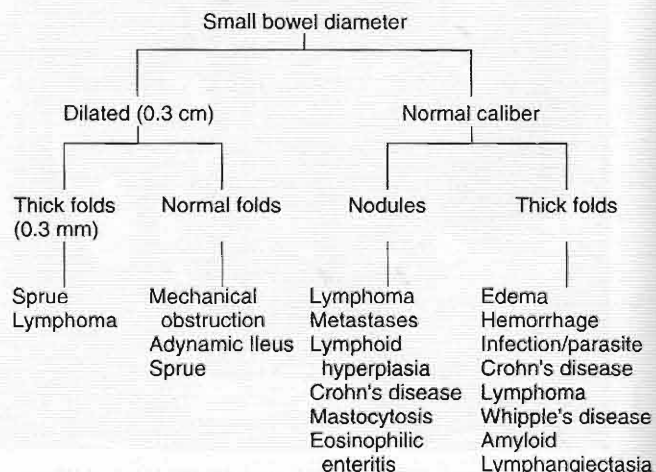 Small bowel diameter
Dilated (0.3 cm)
Normal caliber
Thick folds
(0.3 mm)
Normal folds
Nodules
Thick folds
Sprue
Lymphoma
Mechanical
obstruction
Adynamic Ileus
Sprue
Lymphoma
Metastases
Lymphoid
hyperplasia
Crohn's disease
Mastocytosis
Eosinophilic
enteritis
Edema
Hemorrhage
Infection/parasite
Crohn's disease
Lymphoma
Whipple's disease
Amyloid
Lymphangiectasia